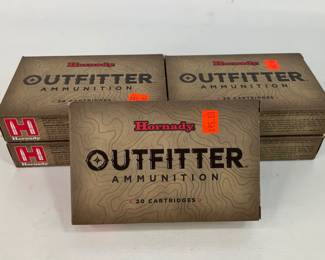 OUTFITTER
AMMUNITION
20 CARTRIDGES
Hornady
OUTFITTER
AMMUNITION
20 CARTRIDGES
H
Hornady
Hornady
OUTFITTER
AMMUNITION
20 CARTRIDGES